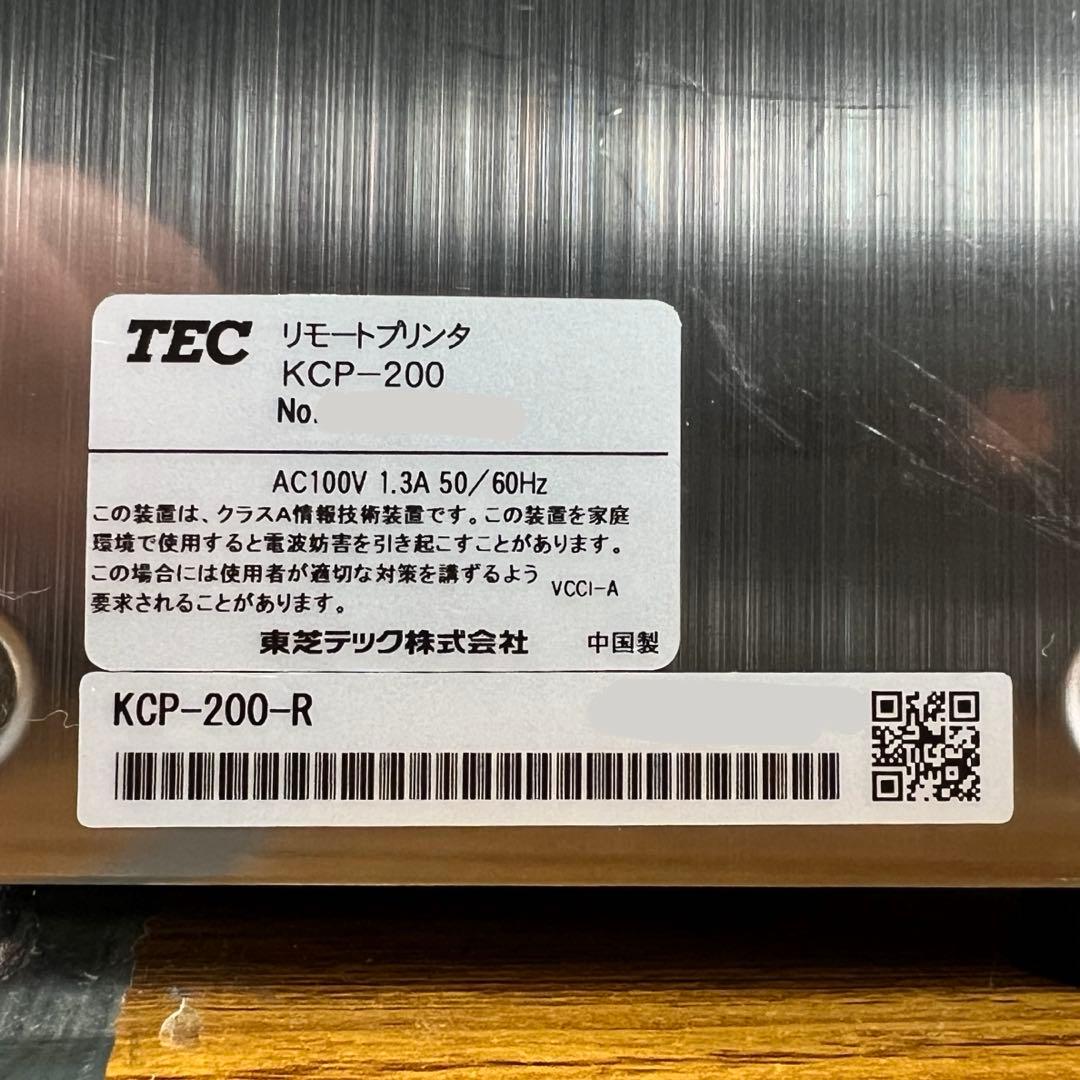 TEC リモートプリンタ
KCP-200
No.
AC100V 1.3A 50/60Hz
この装置は、クラスA情報技術装置です。この装置を家庭
環境で使用すると電波妨害を引き起こすことがあります。
この場合には使用者が適切な対策を講ずるよう
要求されることがあります。 VCCI-A
東芝テック株式会社 中国製
KCP-200-R